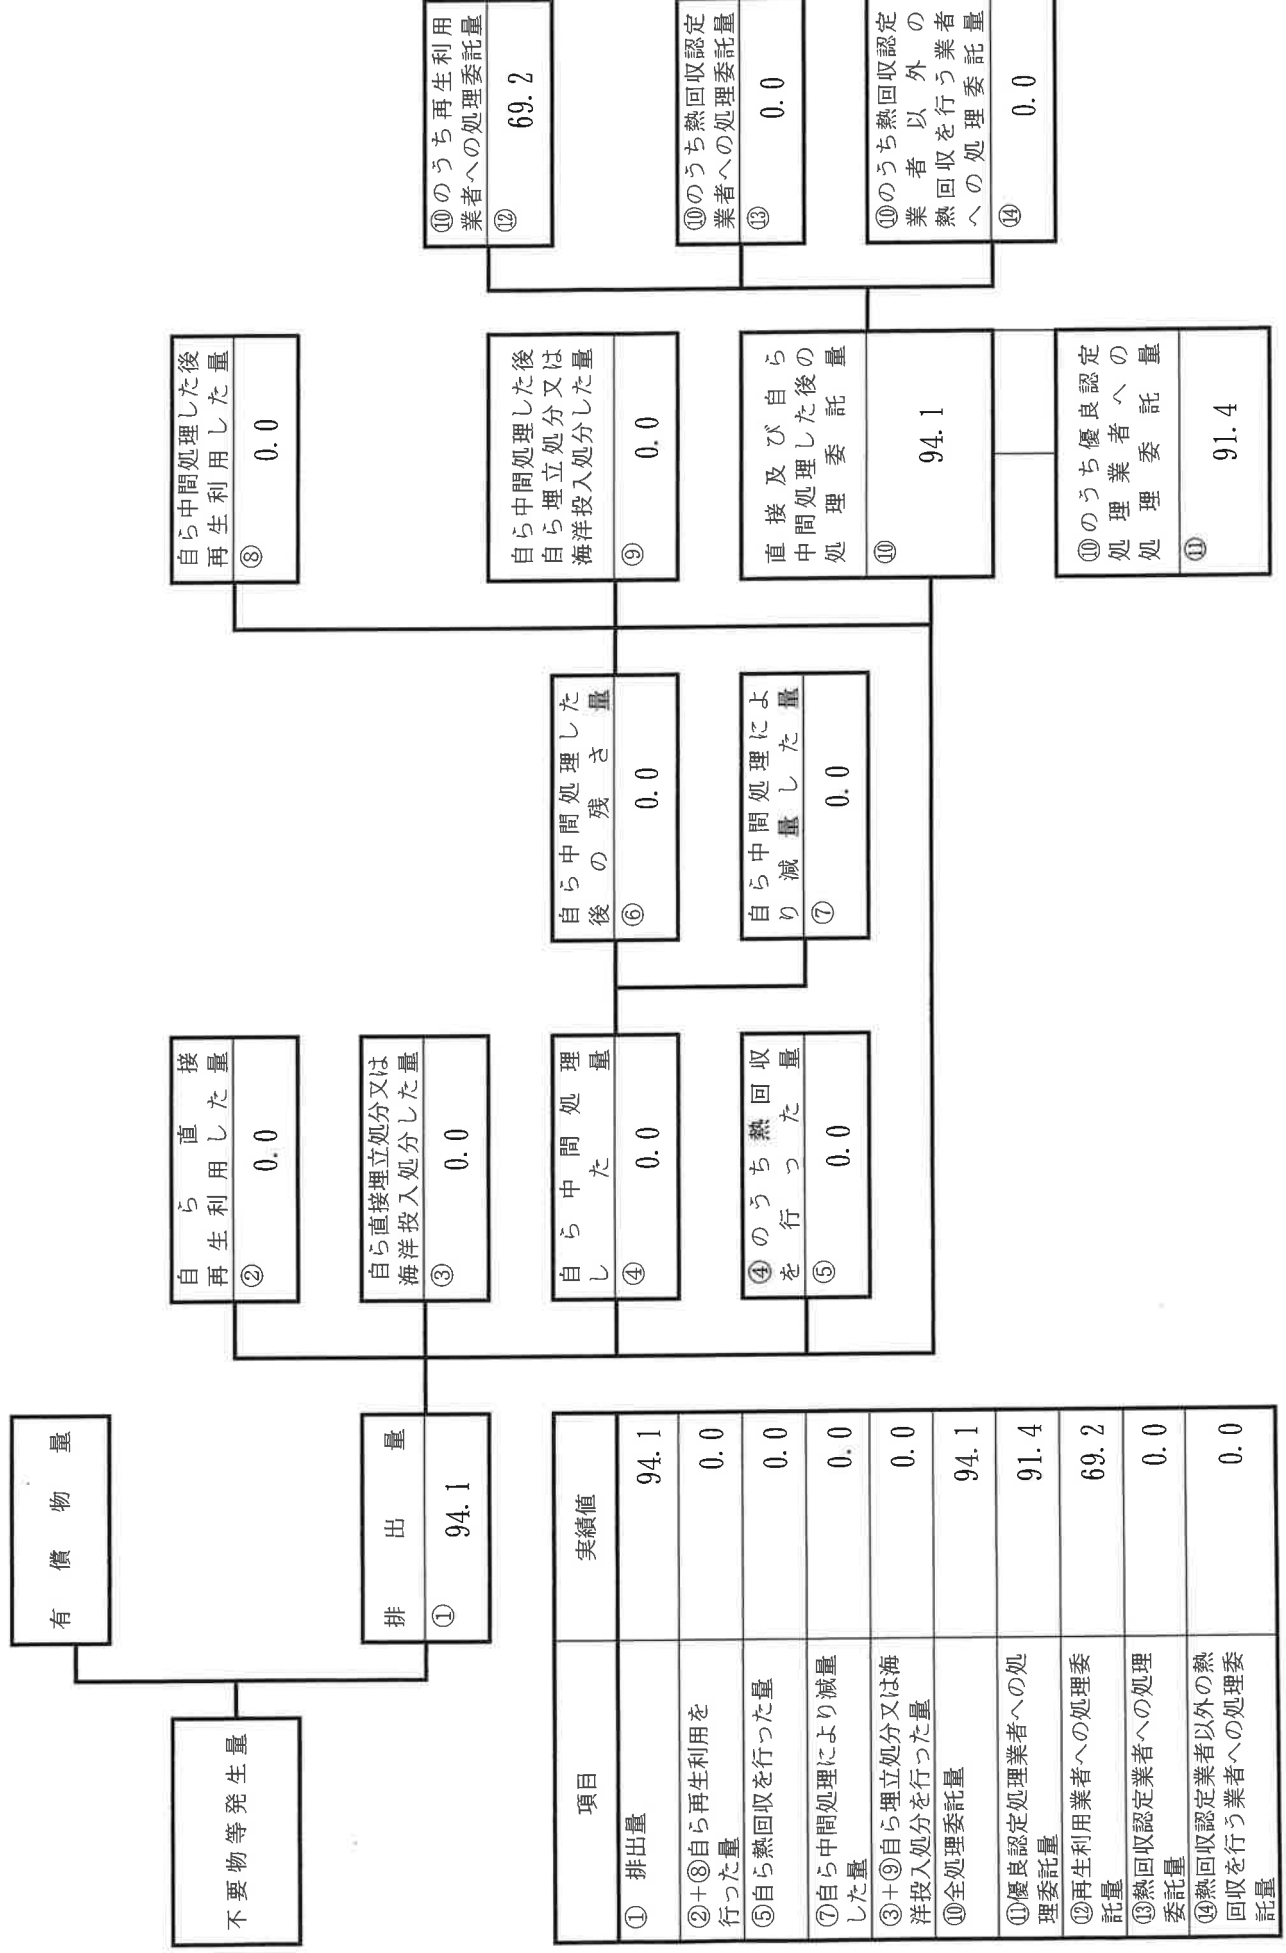 不要物等発生量
有償物量
排出量
① 94.1
自ら直接
再生利用した量
② 0.0
自ら直接埋立処分又は
海洋投入処分した量
③ 0.0
自ら中間処理
した量
④ 0.0
④のうち熱回収
を行った量
⑤ 0.0
自ら中間処理した
後の残さ量
⑥ 0.0
自ら中間処理によ
り減量した量
⑦ 0.0
自ら中間処理した後
再生利用した量
⑧ 0.0
自ら中間処理した後
自ら埋立処分又は
海洋投入処分した量
⑨ 0.0
直接及び自ら
中間処理した後の
処理委託量
⑩ 94.1
⑩のうち優良認定
処理業者への
処理委託量
⑪ 91.4
⑩のうち再生利用
業者への処理委託量
⑫ 69.2
⑩のうち熱回収認定
業者への処理委託量
⑬ 0.0
⑩のうち熱回収認定
業者以外の
熱回収を行う業者
への処理委託量
⑭ 0.0
項目 実績値
① 排出量 94.1
②+⑧自ら再生利用を
行った量 0.0
⑤自ら熱回収を行った量 0.0
⑦自ら中間処理により減量
した量 0.0
③+⑨自ら埋立処分又は海
洋投入処分を行った量 0.0
⑩全処理委託量 94.1
⑪優良認定処理業者への処
理委託量 91.4
⑫再生利用業者への処理委
託量 69.2
⑬熱回収認定業者への処理
委託量 0.0
⑭熱回収認定業者以外の熱
回収を行う業者への処理委
託量 0.0